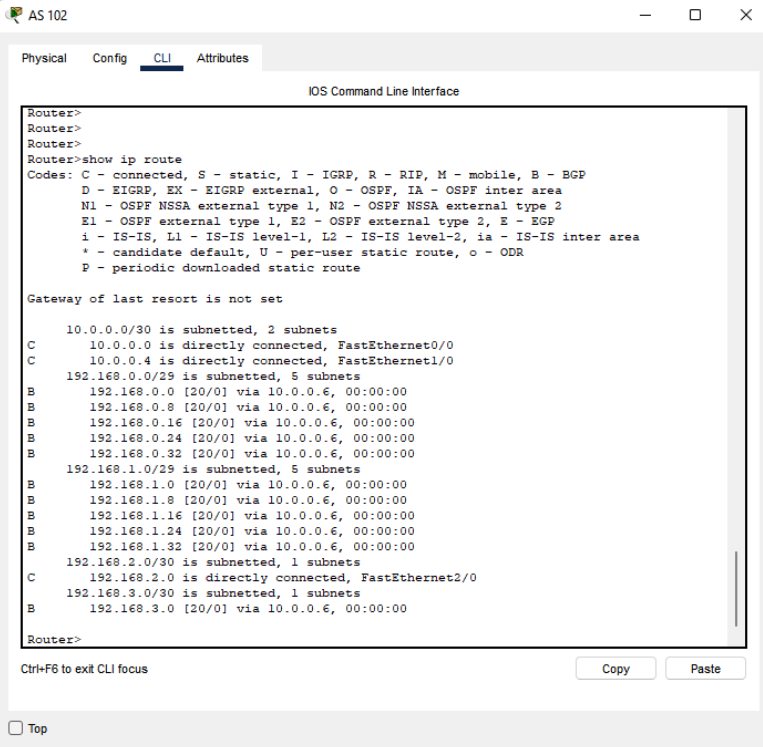 AS 102
Physical Config CLI Attributes
IOS Command Line Interface
Router>
Router>
Router>
Router>show ip route
Codes: C - connected, S - static, I - IGRP, R - RIP, M - mobile, B - BGP
       D - EIGRP, EX - EIGRP external, O - OSPF, IA - OSPF inter area
       N1 - OSPF NSSA external type 1, N2 - OSPF NSSA external type 2
       E1 - OSPF external type 1, E2 - OSPF external type 2, E - EGP
       i - IS-IS, L1 - IS-IS level-1, L2 - IS-IS level-2, ia - IS-IS inter area
       * - candidate default, U - per-user static route, o - ODR
       P - periodic downloaded static route
Gateway of last resort is not set
     10.0.0.0/30 is subnetted, 2 subnets
C       10.0.0.0 is directly connected, FastEthernet0/0
C       10.0.0.4 is directly connected, FastEthernet1/0
     192.168.0.0/29 is subnetted, 5 subnets
B       192.168.0.0 [20/0] via 10.0.0.6, 00:00:00
B       192.168.0.8 [20/0] via 10.0.0.6, 00:00:00
B       192.168.0.16 [20/0] via 10.0.0.6, 00:00:00
B       192.168.0.24 [20/0] via 10.0.0.6, 00:00:00
B       192.168.0.32 [20/0] via 10.0.0.6, 00:00:00
     192.168.1.0/29 is subnetted, 5 subnets
B       192.168.1.0 [20/0] via 10.0.0.6, 00:00:00
B       192.168.1.8 [20/0] via 10.0.0.6, 00:00:00
B       192.168.1.16 [20/0] via 10.0.0.6, 00:00:00
B       192.168.1.24 [20/0] via 10.0.0.6, 00:00:00
B       192.168.1.32 [20/0] via 10.0.0.6, 00:00:00
     192.168.2.0/30 is subnetted, 1 subnets
C       192.168.2.0 is directly connected, FastEthernet2/0
     192.168.3.0/30 is subnetted, 1 subnets
B       192.168.3.0 [20/0] via 10.0.0.6, 00:00:00
Router>
Ctrl+F6 to exit CLI focus
Copy Paste
Top